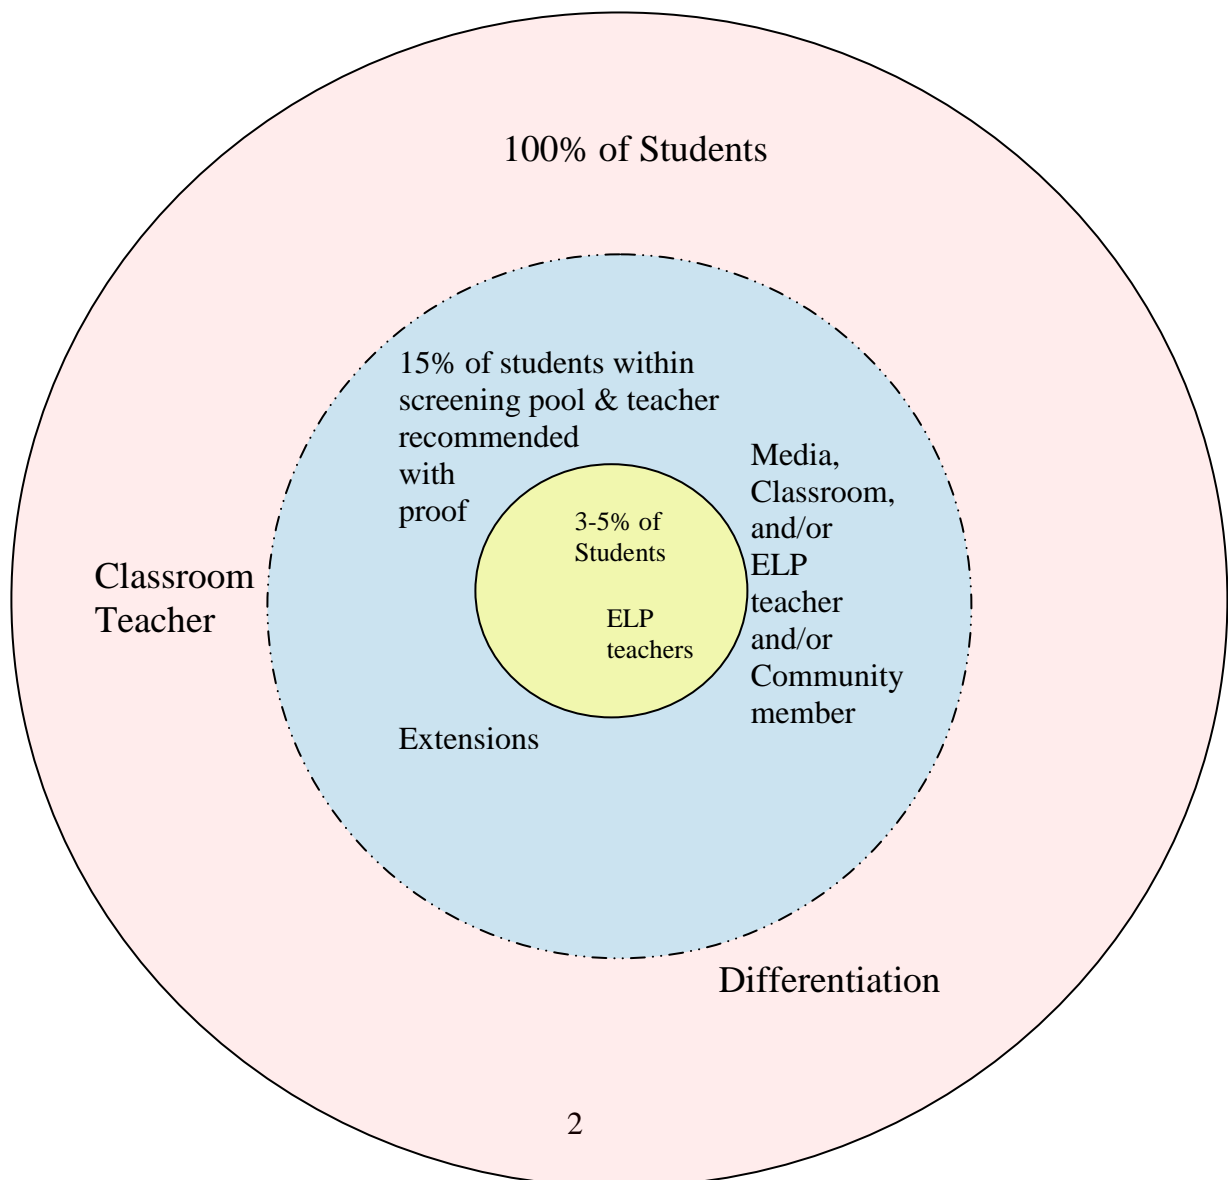 100% of Students
15% of students within
screening pool & teacher
recommended
with
proof
Media,
Classroom,
and/or
ELP
teacher
and/or
Community
member
3-5% of
Students
ELP
teachers
Classroom
Teacher
Extensions
Differentiation
2